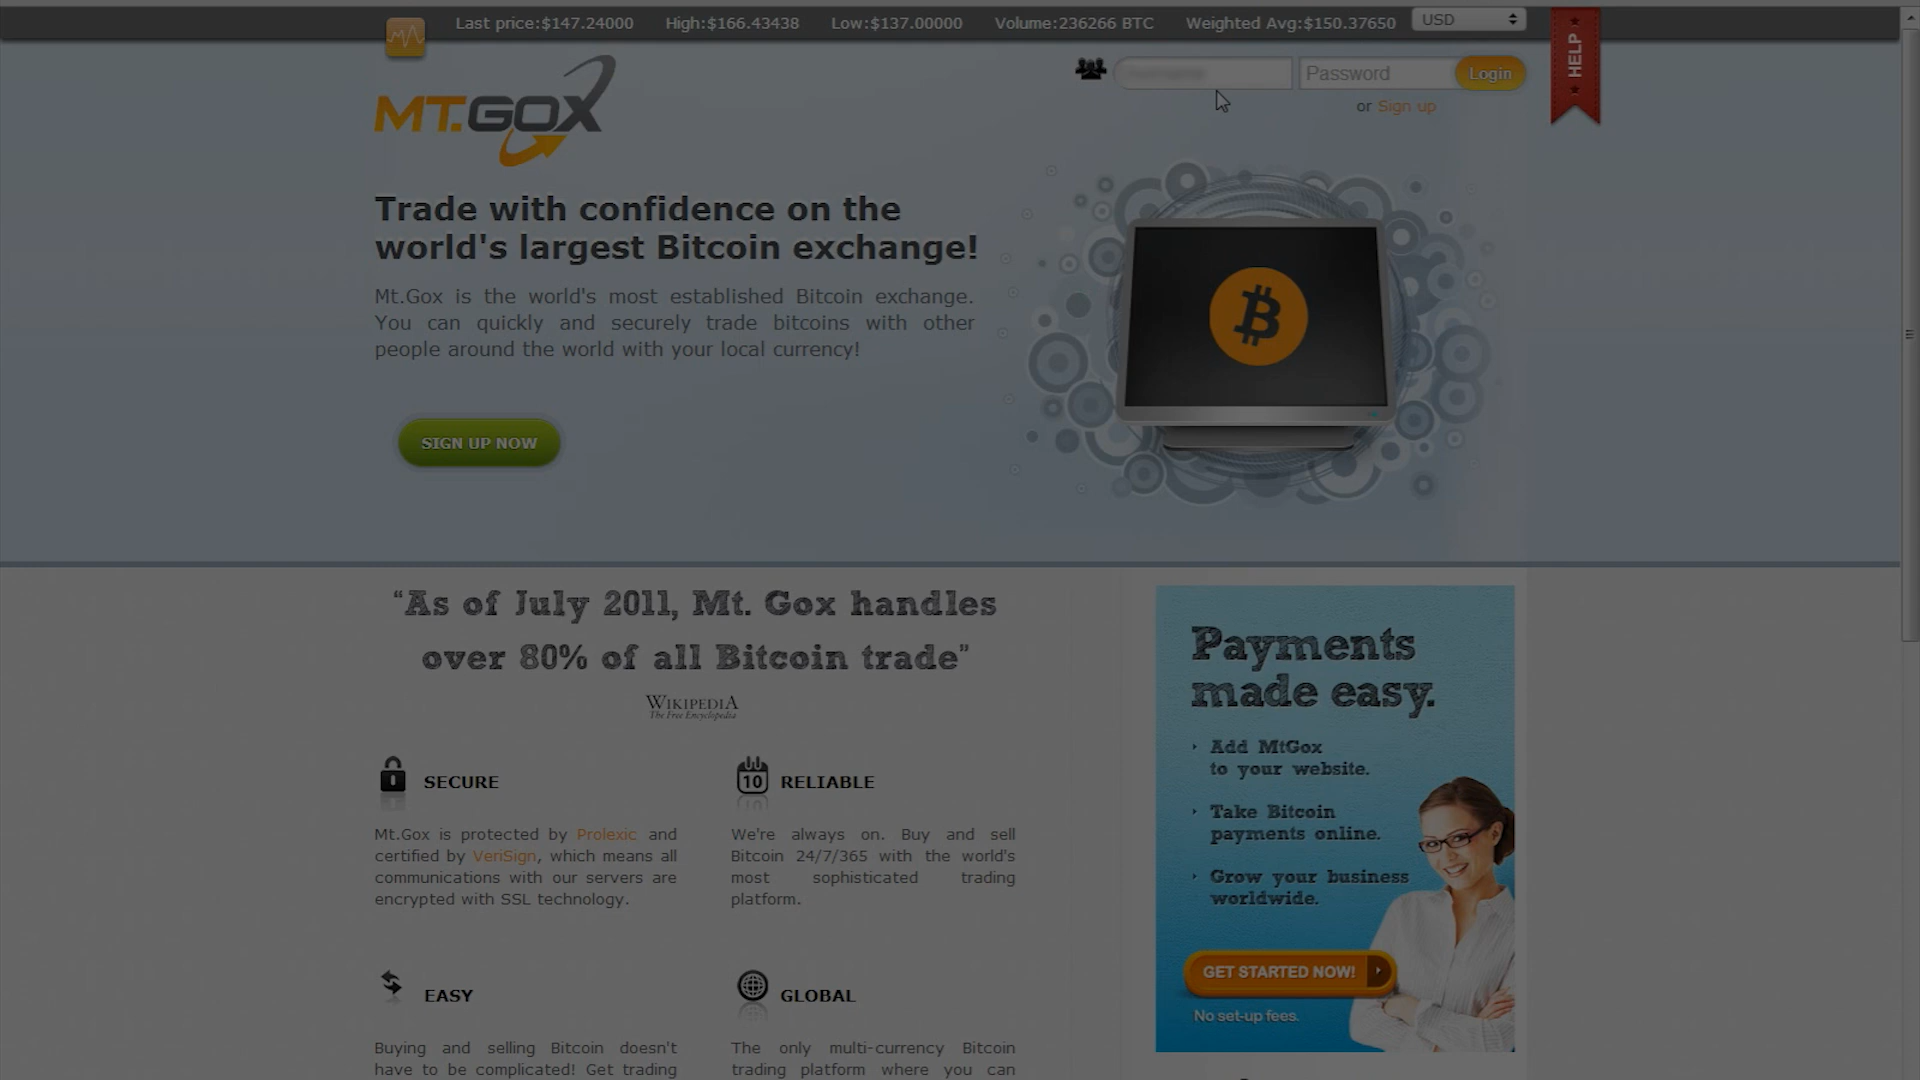 Last price:$147.24000 High:$166.43438 Low:$137.00000 Volume:236266 BTC Weighted Avg:$150.37650 USD
HELP
Password Login
or Sign up
MT.GOX
Trade with confidence on the
world's largest Bitcoin exchange!
Mt.Gox is the world's most established Bitcoin exchange.
You can quickly and securely trade bitcoins with other
people around the world with your local currency!
SIGN UP NOW
“As of July 2011, Mt. Gox handles
over 80% of all Bitcoin trade”
WIKIPEDIA
The Free Encyclopedia
SECURE
Mt.Gox is protected by Prolexic and
certified by VeriSign, which means all
communications with our servers are
encrypted with SSL technology.
10 RELIABLE
We're always on. Buy and sell
Bitcoin 24/7/365 with the world's
most sophisticated trading
platform.
EASY
Buying and selling Bitcoin doesn't
have to be complicated! Get trading
GLOBAL
The only multi-currency Bitcoin
trading platform where you can
Payments
made easy.
Add MtGox
to your website.
Take Bitcoin
payments online.
Grow your business
worldwide.
GET STARTED NOW!
No set-up fees.